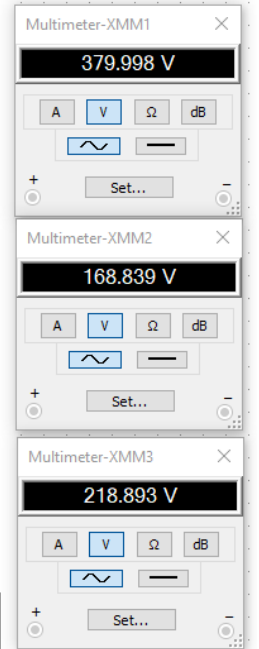 Multimeter-XMM1
379.998 V
A V Ω dB
+ Set... −
Multimeter-XMM2
168.839 V
A V Ω dB
+ Set... −
Multimeter-XMM3
218.893 V
A V Ω dB
+ Set... −